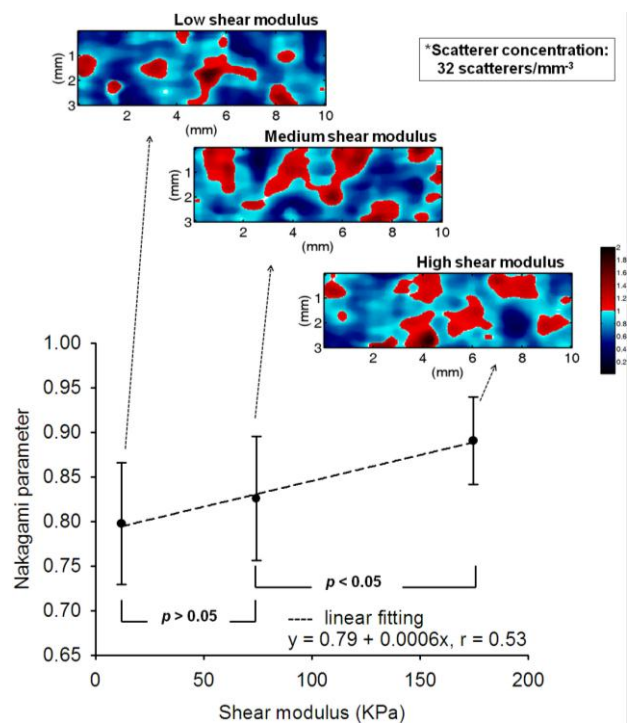 Low shear modulus
*Scatterer concentration:
32 scatterers/mm-3
(mm)
1
2
3
2 4 6 8 10
(mm)
Medium shear modulus
(mm)
1
2
3
2 4 6 8 10
(mm)
High shear modulus
(mm)
1
2
3
2 4 6 8 10
(mm)
2
1.8
1.6
1.4
1.2
1
0.8
0.6
0.4
0.2
Nakagami parameter
1.00
0.95
0.90
0.85
0.80
0.75
0.70
0.65
p > 0.05
p < 0.05
linear fitting
y = 0.79 + 0.0006x, r = 0.53
0 50 100 150 200
Shear modulus (KPa)